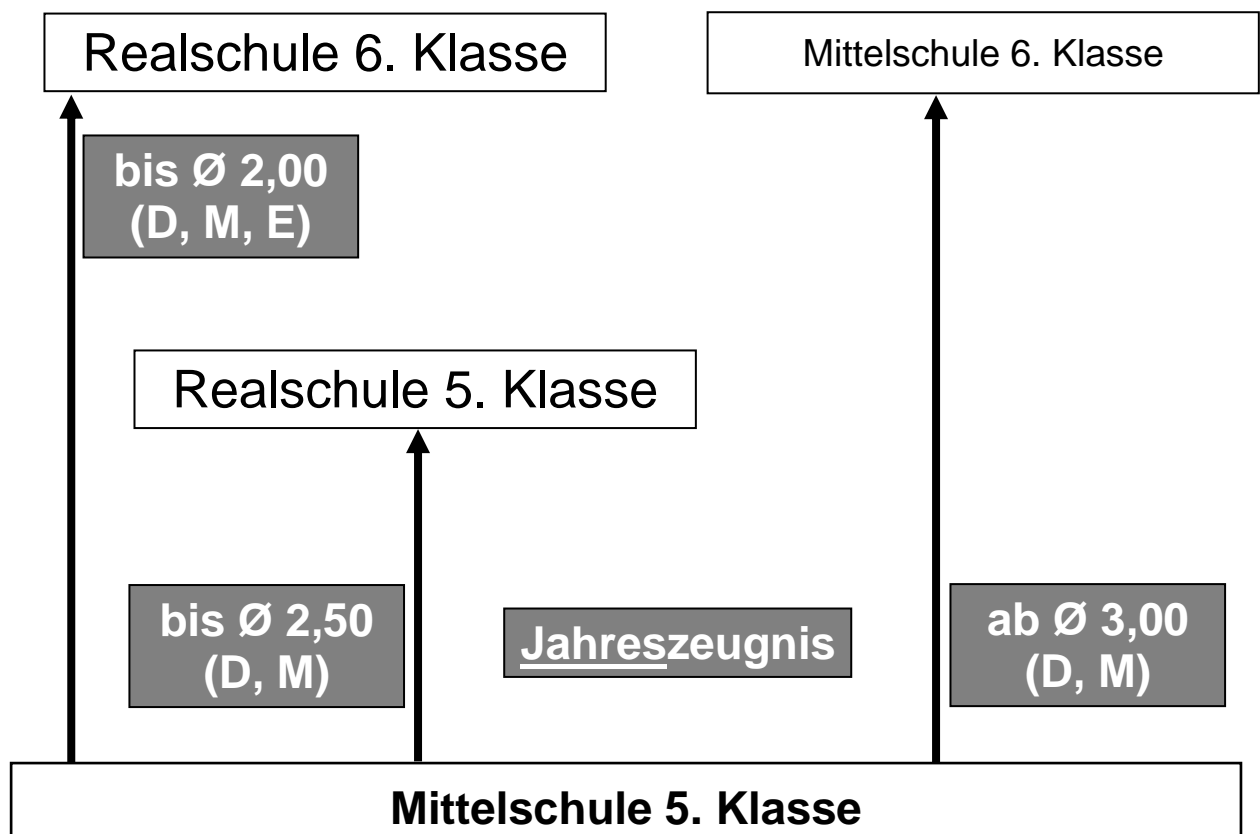 Realschule 6. Klasse
Mittelschule 6. Klasse
bis Ø 2,00
(D, M, E)
Realschule 5. Klasse
bis Ø 2,50
(D, M)
Jahreszeugnis
ab Ø 3,00
(D, M)
Mittelschule 5. Klasse